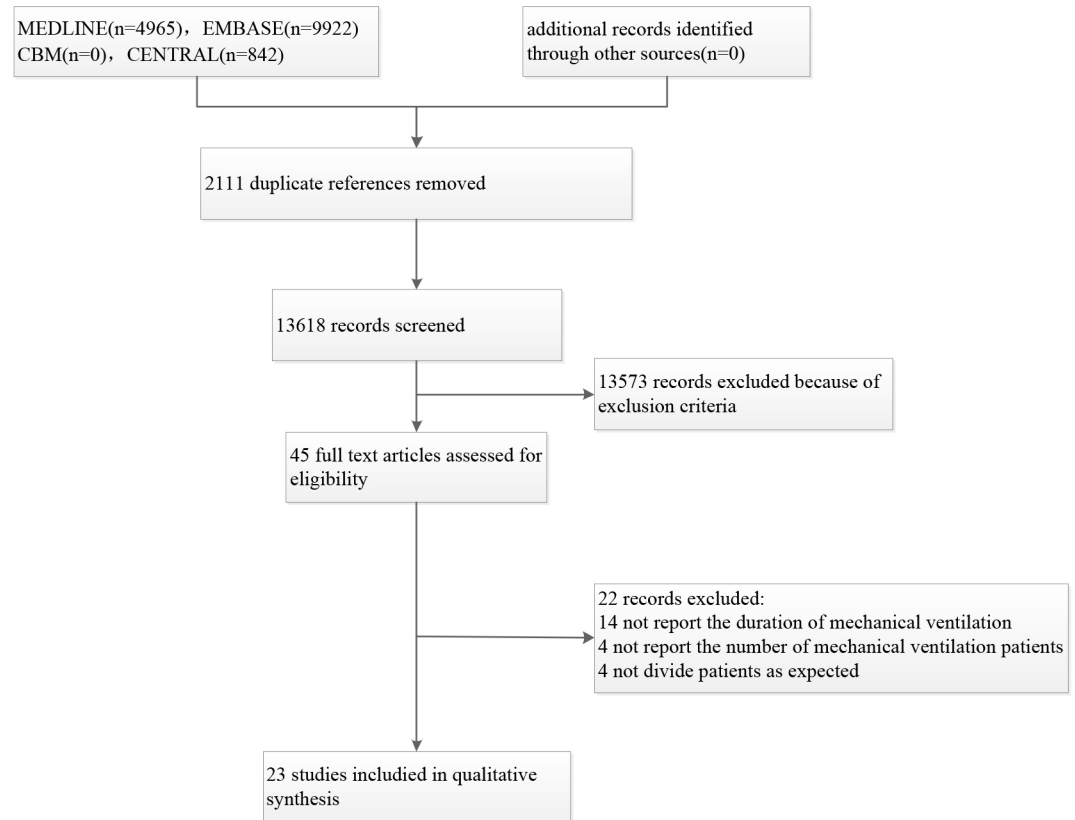 MEDLINE(n=4965)，EMBASE(n=9922)
CBM(n=0)，CENTRAL(n=842)
additional records identified
through other sources(n=0)
2111 duplicate references removed
13618 records screened
13573 records excluded because of
exclusion criteria
45 full text articles assessed for
eligibility
22 records excluded:
14 not report the duration of mechanical ventilation
4 not report the number of mechanical ventilation patients
4 not divide patients as expected
23 studies includied in qualitative
synthesis